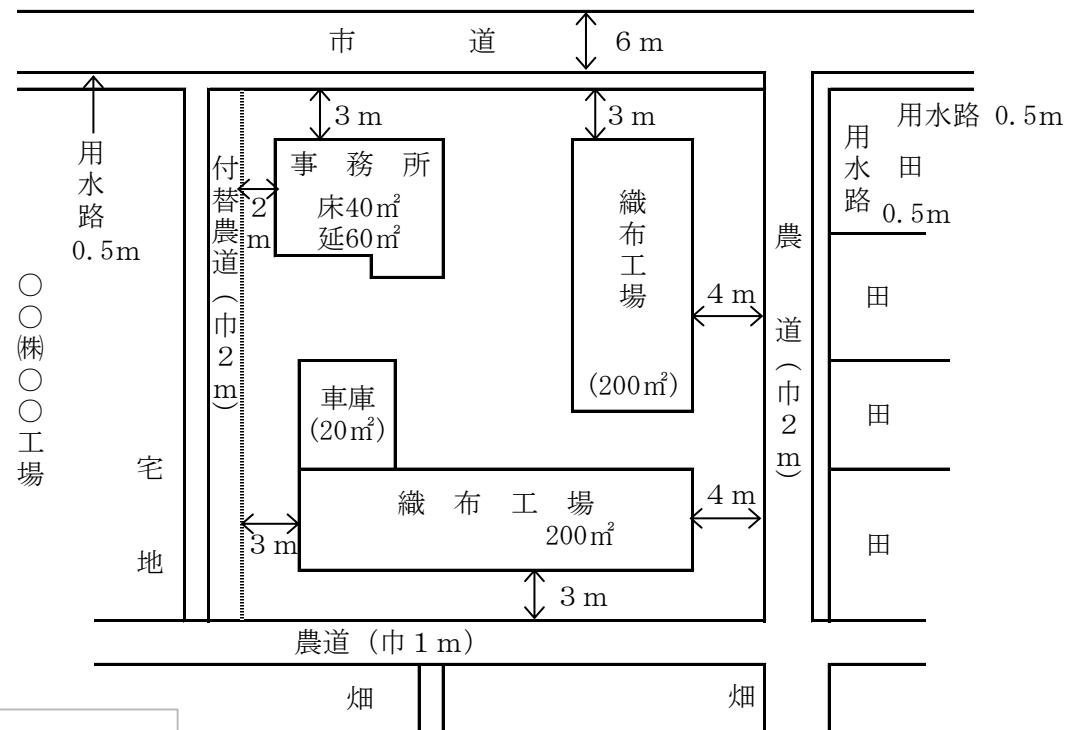 市　道
6ｍ
3ｍ
3ｍ
用水路 0.5m
用水路
0.5m
付替農道（巾2ｍ）
2ｍ
事　務　所
床40㎡
延60㎡
織布工場
(200㎡)
4ｍ
農　道（巾2ｍ）
用水路
0.5m
田
田
田
田
○○㈱○○工場
宅地
車庫
(20㎡)
織　布　工　場
200㎡
3ｍ
4ｍ
3ｍ
農道（巾1ｍ）
畑
畑